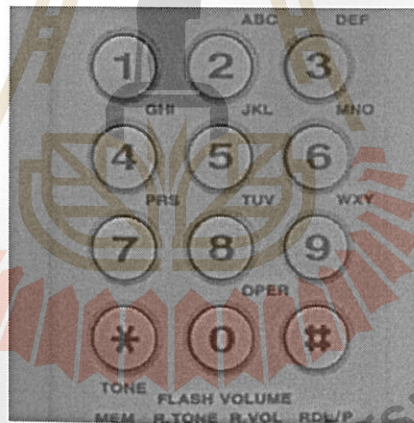 ABC DEF
1 2 3
GHI JKL MNO
4 5 6
PRS TUV WXY
7 8 9
OPER
* 0 #
TONE
FLASH VOLUME
MEM R.TONE R.VOL RDL/P